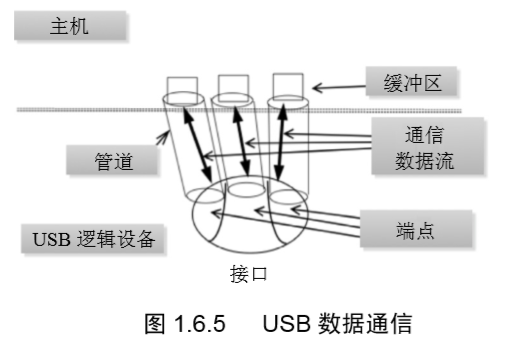 主机
缓冲区
通信
数据流
管道
USB 逻辑设备
端点
接口
图 1.6.5 USB 数据通信